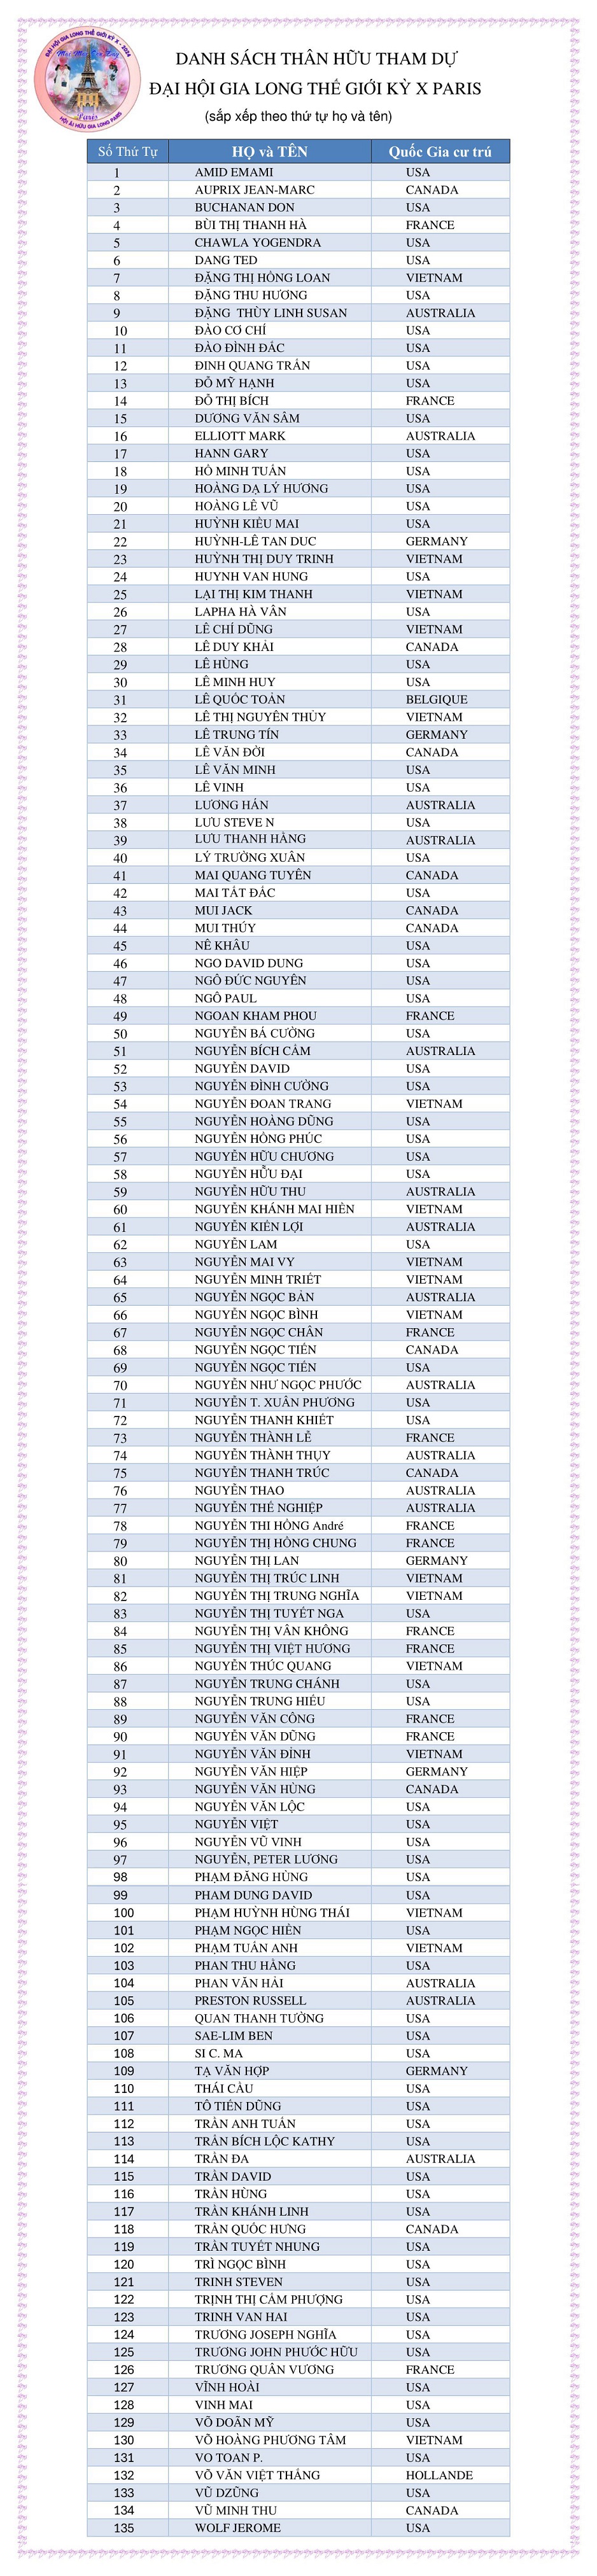 ĐẠI HỘI GIA LONG THẾ GIỚI KỲ X - 2024
Paris
HỘI ÁI HỮU GIA LONG PARIS
DANH SÁCH THÂN HỮU THAM DỰ
ĐẠI HỘI GIA LONG THẾ GIỚI KỲ X PARIS
(sắp xếp theo thứ tự họ và tên)
Số Thứ Tự HỌ và TÊN Quốc Gia cư trú
1 AMID EMAMI USA
2 AUPRIX JEAN-MARC CANADA
3 BUCHANAN DON USA
4 BÙI THỊ THANH HÀ FRANCE
5 CHAWLA YOGENDRA USA
6 DANG TED USA
7 ĐẶNG THỊ HỒNG LOAN VIETNAM
8 ĐẶNG THU HƯƠNG USA
9 ĐẶNG THÙY LINH SUSAN AUSTRALIA
10 ĐÀO CƠ CHÍ USA
11 ĐÀO ĐÌNH ĐẮC USA
12 ĐINH QUANG TRẤN USA
13 ĐỖ MỸ HẠNH USA
14 ĐỖ THỊ BÍCH FRANCE
15 DƯƠNG VĂN SÂM USA
16 ELLIOTT MARK AUSTRALIA
17 HANN GARY USA
18 HỒ MINH TUẤN USA
19 HOÀNG DẠ LÝ HƯƠNG USA
20 HOÀNG LÊ VŨ USA
21 HUỲNH KIỀU MAI USA
22 HUỲNH-LÊ TAN DUC GERMANY
23 HUỲNH THỊ DUY TRINH VIETNAM
24 HUYNH VAN HUNG USA
25 LẠI THỊ KIM THANH VIETNAM
26 LAPHA HÀ VÂN USA
27 LÊ CHÍ DŨNG VIETNAM
28 LÊ DUY KHẢI CANADA
29 LÊ HÙNG USA
30 LÊ MINH HUY USA
31 LÊ QUỐC TOẢN BELGIQUE
32 LÊ THỊ NGUYÊN THỦY VIETNAM
33 LÊ TRUNG TÍN GERMANY
34 LÊ VĂN ĐỜI CANADA
35 LÊ VĂN MINH USA
36 LÊ VINH USA
37 LƯƠNG HÁN AUSTRALIA
38 LƯU STEVE N USA
39 LƯU THANH HẰNG AUSTRALIA
40 LÝ TRƯỜNG XUÂN USA
41 MAI QUANG TUYÊN CANADA
42 MAI TẤT ĐẮC USA
43 MUI JACK CANADA
44 MUI THÚY CANADA
45 NÊ KHÂU USA
46 NGO DAVID DUNG USA
47 NGÔ ĐỨC NGUYÊN USA
48 NGÔ PAUL USA
49 NGOAN KHAM PHOU FRANCE
50 NGUYỄN BÁ CƯỜNG USA
51 NGUYỄN BÍCH CẨM AUSTRALIA
52 NGUYỄN DAVID USA
53 NGUYỄN ĐÌNH CƯỜNG USA
54 NGUYỄN ĐOAN TRANG VIETNAM
55 NGUYỄN HOÀNG DŨNG USA
56 NGUYỄN HỒNG PHÚC USA
57 NGUYỄN HỮU CHƯƠNG USA
58 NGUYỄN HỮU ĐẠI USA
59 NGUYỄN HỮU THU AUSTRALIA
60 NGUYỄN KHÁNH MAI HIỀN VIETNAM
61 NGUYỄN KIẾN LỢI AUSTRALIA
62 NGUYỄN LAM USA
63 NGUYỄN MAI VY VIETNAM
64 NGUYỄN MINH TRIẾT VIETNAM
65 NGUYỄN NGỌC BẢN AUSTRALIA
66 NGUYỄN NGỌC BÌNH VIETNAM
67 NGUYỄN NGỌC CHÂN FRANCE
68 NGUYỄN NGỌC TIẾN CANADA
69 NGUYỄN NGỌC TIẾN USA
70 NGUYỄN NHƯ NGỌC PHƯỚC AUSTRALIA
71 NGUYỄN T. XUÂN PHƯƠNG USA
72 NGUYỄN THANH KHIẾT USA
73 NGUYỄN THÀNH LỄ FRANCE
74 NGUYỄN THÀNH THỤY AUSTRALIA
75 NGUYỄN THANH TRÚC CANADA
76 NGUYỄN THAO AUSTRALIA
77 NGUYỄN THẾ NGHIỆP AUSTRALIA
78 NGUYỄN THI HỒNG André FRANCE
79 NGUYỄN THỊ HỒNG CHUNG FRANCE
80 NGUYỄN THỊ LAN GERMANY
81 NGUYỄN THỊ TRÚC LINH VIETNAM
82 NGUYỄN THỊ TRUNG NGHĨA VIETNAM
83 NGUYỄN THỊ TUYẾT NGA USA
84 NGUYỄN THỊ VÂN KHÔNG FRANCE
85 NGUYỄN THỊ VIỆT HƯƠNG FRANCE
86 NGUYỄN THÚC QUANG VIETNAM
87 NGUYỄN TRUNG CHÁNH USA
88 NGUYỄN TRUNG HIẾU USA
89 NGUYỄN VĂN CÔNG FRANCE
90 NGUYỄN VĂN DŨNG FRANCE
91 NGUYỄN VĂN ĐỈNH VIETNAM
92 NGUYỄN VĂN HIỆP GERMANY
93 NGUYỄN VĂN HÙNG CANADA
94 NGUYỄN VĂN LỘC USA
95 NGUYỄN VIỆT USA
96 NGUYỄN VŨ VINH USA
97 NGUYỄN, PETER LƯƠNG USA
98 PHẠM ĐĂNG HÙNG USA
99 PHAM DUNG DAVID USA
100 PHẠM HUỲNH HÙNG THÁI VIETNAM
101 PHẠM NGỌC HIỀN USA
102 PHẠM TUẤN ANH VIETNAM
103 PHAN THU HẰNG USA
104 PHAN VĂN HẢI AUSTRALIA
105 PRESTON RUSSELL AUSTRALIA
106 QUAN THANH TƯỜNG USA
107 SAE-LIM BEN USA
108 SI C. MA USA
109 TẠ VĂN HỢP GERMANY
110 THÁI CẦU USA
111 TÔ TIẾN DŨNG USA
112 TRẦN ANH TUẤN USA
113 TRẦN BÍCH LỘC KATHY USA
114 TRẦN ĐA AUSTRALIA
115 TRẦN DAVID USA
116 TRẦN HÙNG USA
117 TRẦN KHÁNH LINH USA
118 TRẦN QUỐC HƯNG CANADA
119 TRẦN TUYẾT NHUNG USA
120 TRÌ NGỌC BÌNH USA
121 TRINH STEVEN USA
122 TRỊNH THỊ CẨM PHƯỢNG USA
123 TRINH VAN HAI USA
124 TRƯƠNG JOSEPH NGHĨA USA
125 TRƯƠNG JOHN PHƯỚC HỮU USA
126 TRƯƠNG QUÂN VƯƠNG FRANCE
127 VĨNH HOÀI USA
128 VINH MAI USA
129 VÕ DOÃN MỸ USA
130 VÕ HOÀNG PHƯƠNG TÂM VIETNAM
131 VO TOAN P. USA
132 VÕ VĂN VIỆT THẮNG HOLLANDE
133 VŨ DZŨNG USA
134 VŨ MINH THU CANADA
135 WOLF JEROME USA